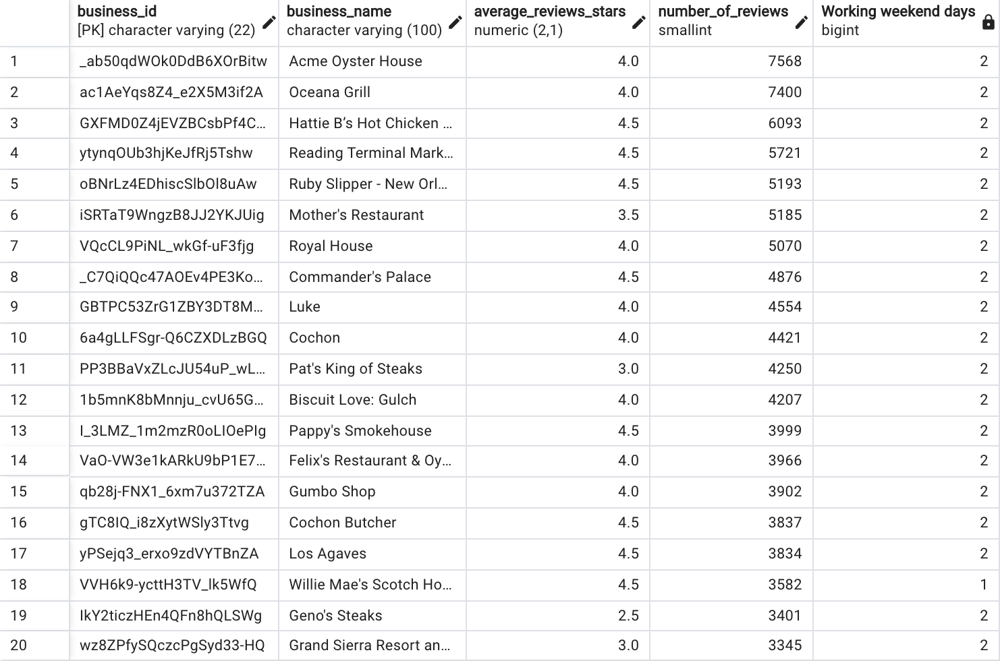 business_id business_name average_reviews_stars number_of_reviews Working weekend days
[PK] character varying (22) character varying (100) numeric (2,1) smallint bigint
1 _ab50qdWOk0DdB6XOrBitw Acme Oyster House 4.0 7568 2
2 ac1AeYqs8Z4_e2X5M3if2A Oceana Grill 4.0 7400 2
3 GXFMD0Z4jEVZBCsbPf4C... Hattie B’s Hot Chicken ... 4.5 6093 2
4 ytynqOUb3hjKeJfRj5Tshw Reading Terminal Mark... 4.5 5721 2
5 oBNrLz4EDhiscSlbOl8uAw Ruby Slipper - New Orl... 4.5 5193 2
6 iSRTaT9WngzB8JJ2YKJUig Mother's Restaurant 3.5 5185 2
7 VQcCL9PiNL_wkGf-uF3fjg Royal House 4.0 5070 2
8 _C7QiQQc47AOEv4PE3Ko... Commander's Palace 4.5 4876 2
9 GBTPC53ZrG1ZBY3DT8M... Luke 4.0 4554 2
10 6a4gLLFSgr-Q6CZXDLzBGQ Cochon 4.0 4421 2
11 PP3BBaVxZLcJU54uP_wL... Pat's King of Steaks 3.0 4250 2
12 1b5mnK8bMnnju_cvU65G... Biscuit Love: Gulch 4.0 4207 2
13 I_3LMZ_1m2mzR0oLIOePIg Pappy's Smokehouse 4.5 3999 2
14 VaO-VW3e1kARkU9bP1E7... Felix's Restaurant & Oy... 4.0 3966 2
15 qb28j-FNX1_6xm7u372TZA Gumbo Shop 4.0 3902 2
16 gTC8IQ_i8zXytWSly3Ttvg Cochon Butcher 4.5 3837 2
17 yPSejq3_erxo9zdVYTBnZA Los Agaves 4.5 3834 2
18 VVH6k9-ycttH3TV_lk5WfQ Willie Mae's Scotch Ho... 4.5 3582 1
19 IkY2ticzHEn4QFn8hQLSWg Geno's Steaks 2.5 3401 2
20 wz8ZPfySQczcPgSyd33-HQ Grand Sierra Resort an... 3.0 3345 2